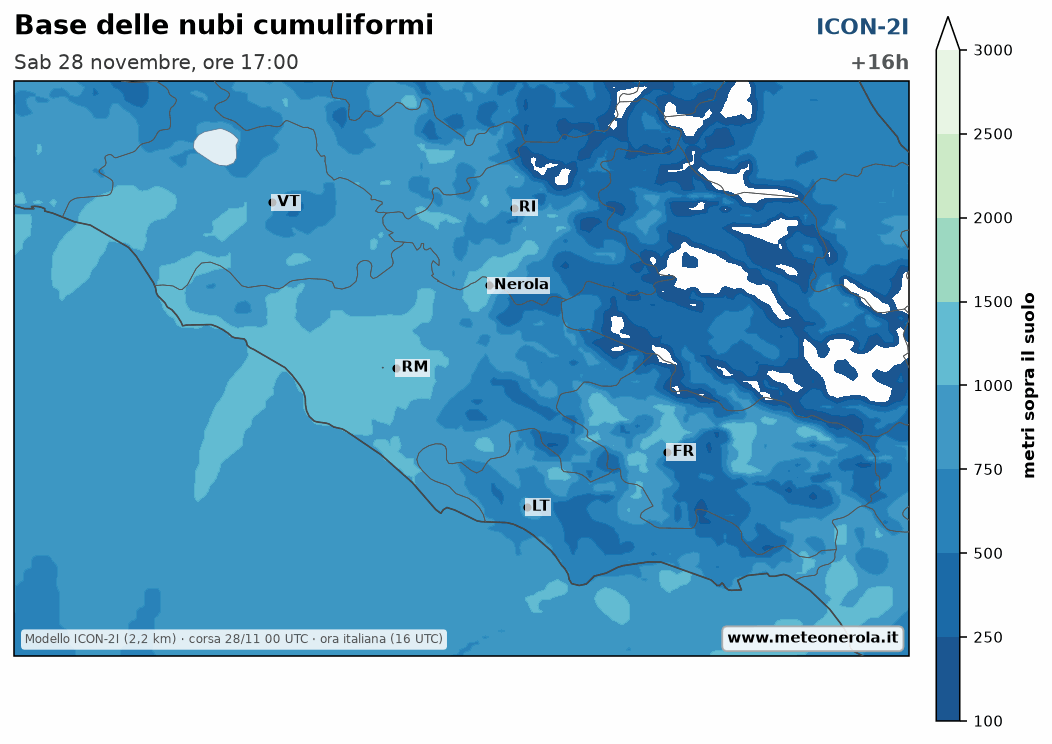 Base delle nubi cumuliformi
ICON-2I
Sab 28 novembre, ore 17:00
+16h
3000
2500
2000
1500
1000
750
500
250
100
metri sopra il suolo
VT
RI
Nerola
RM
FR
LT
Modello ICON-2I (2,2 km) · corsa 28/11 00 UTC · ora italiana (16 UTC)
www.meteonerola.it